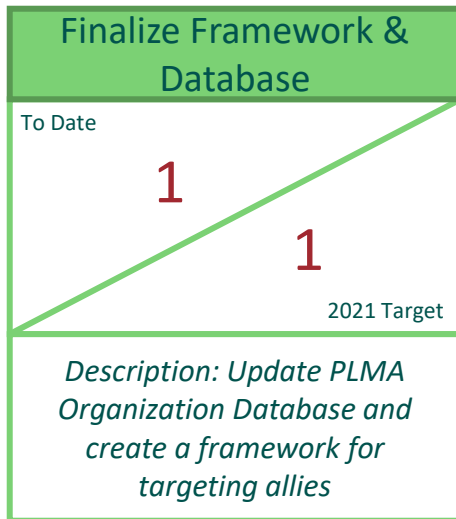 Finalize Framework &
Database
To Date
1
1
2021 Target
Description: Update PLMA
Organization Database and
create a framework for
targeting allies